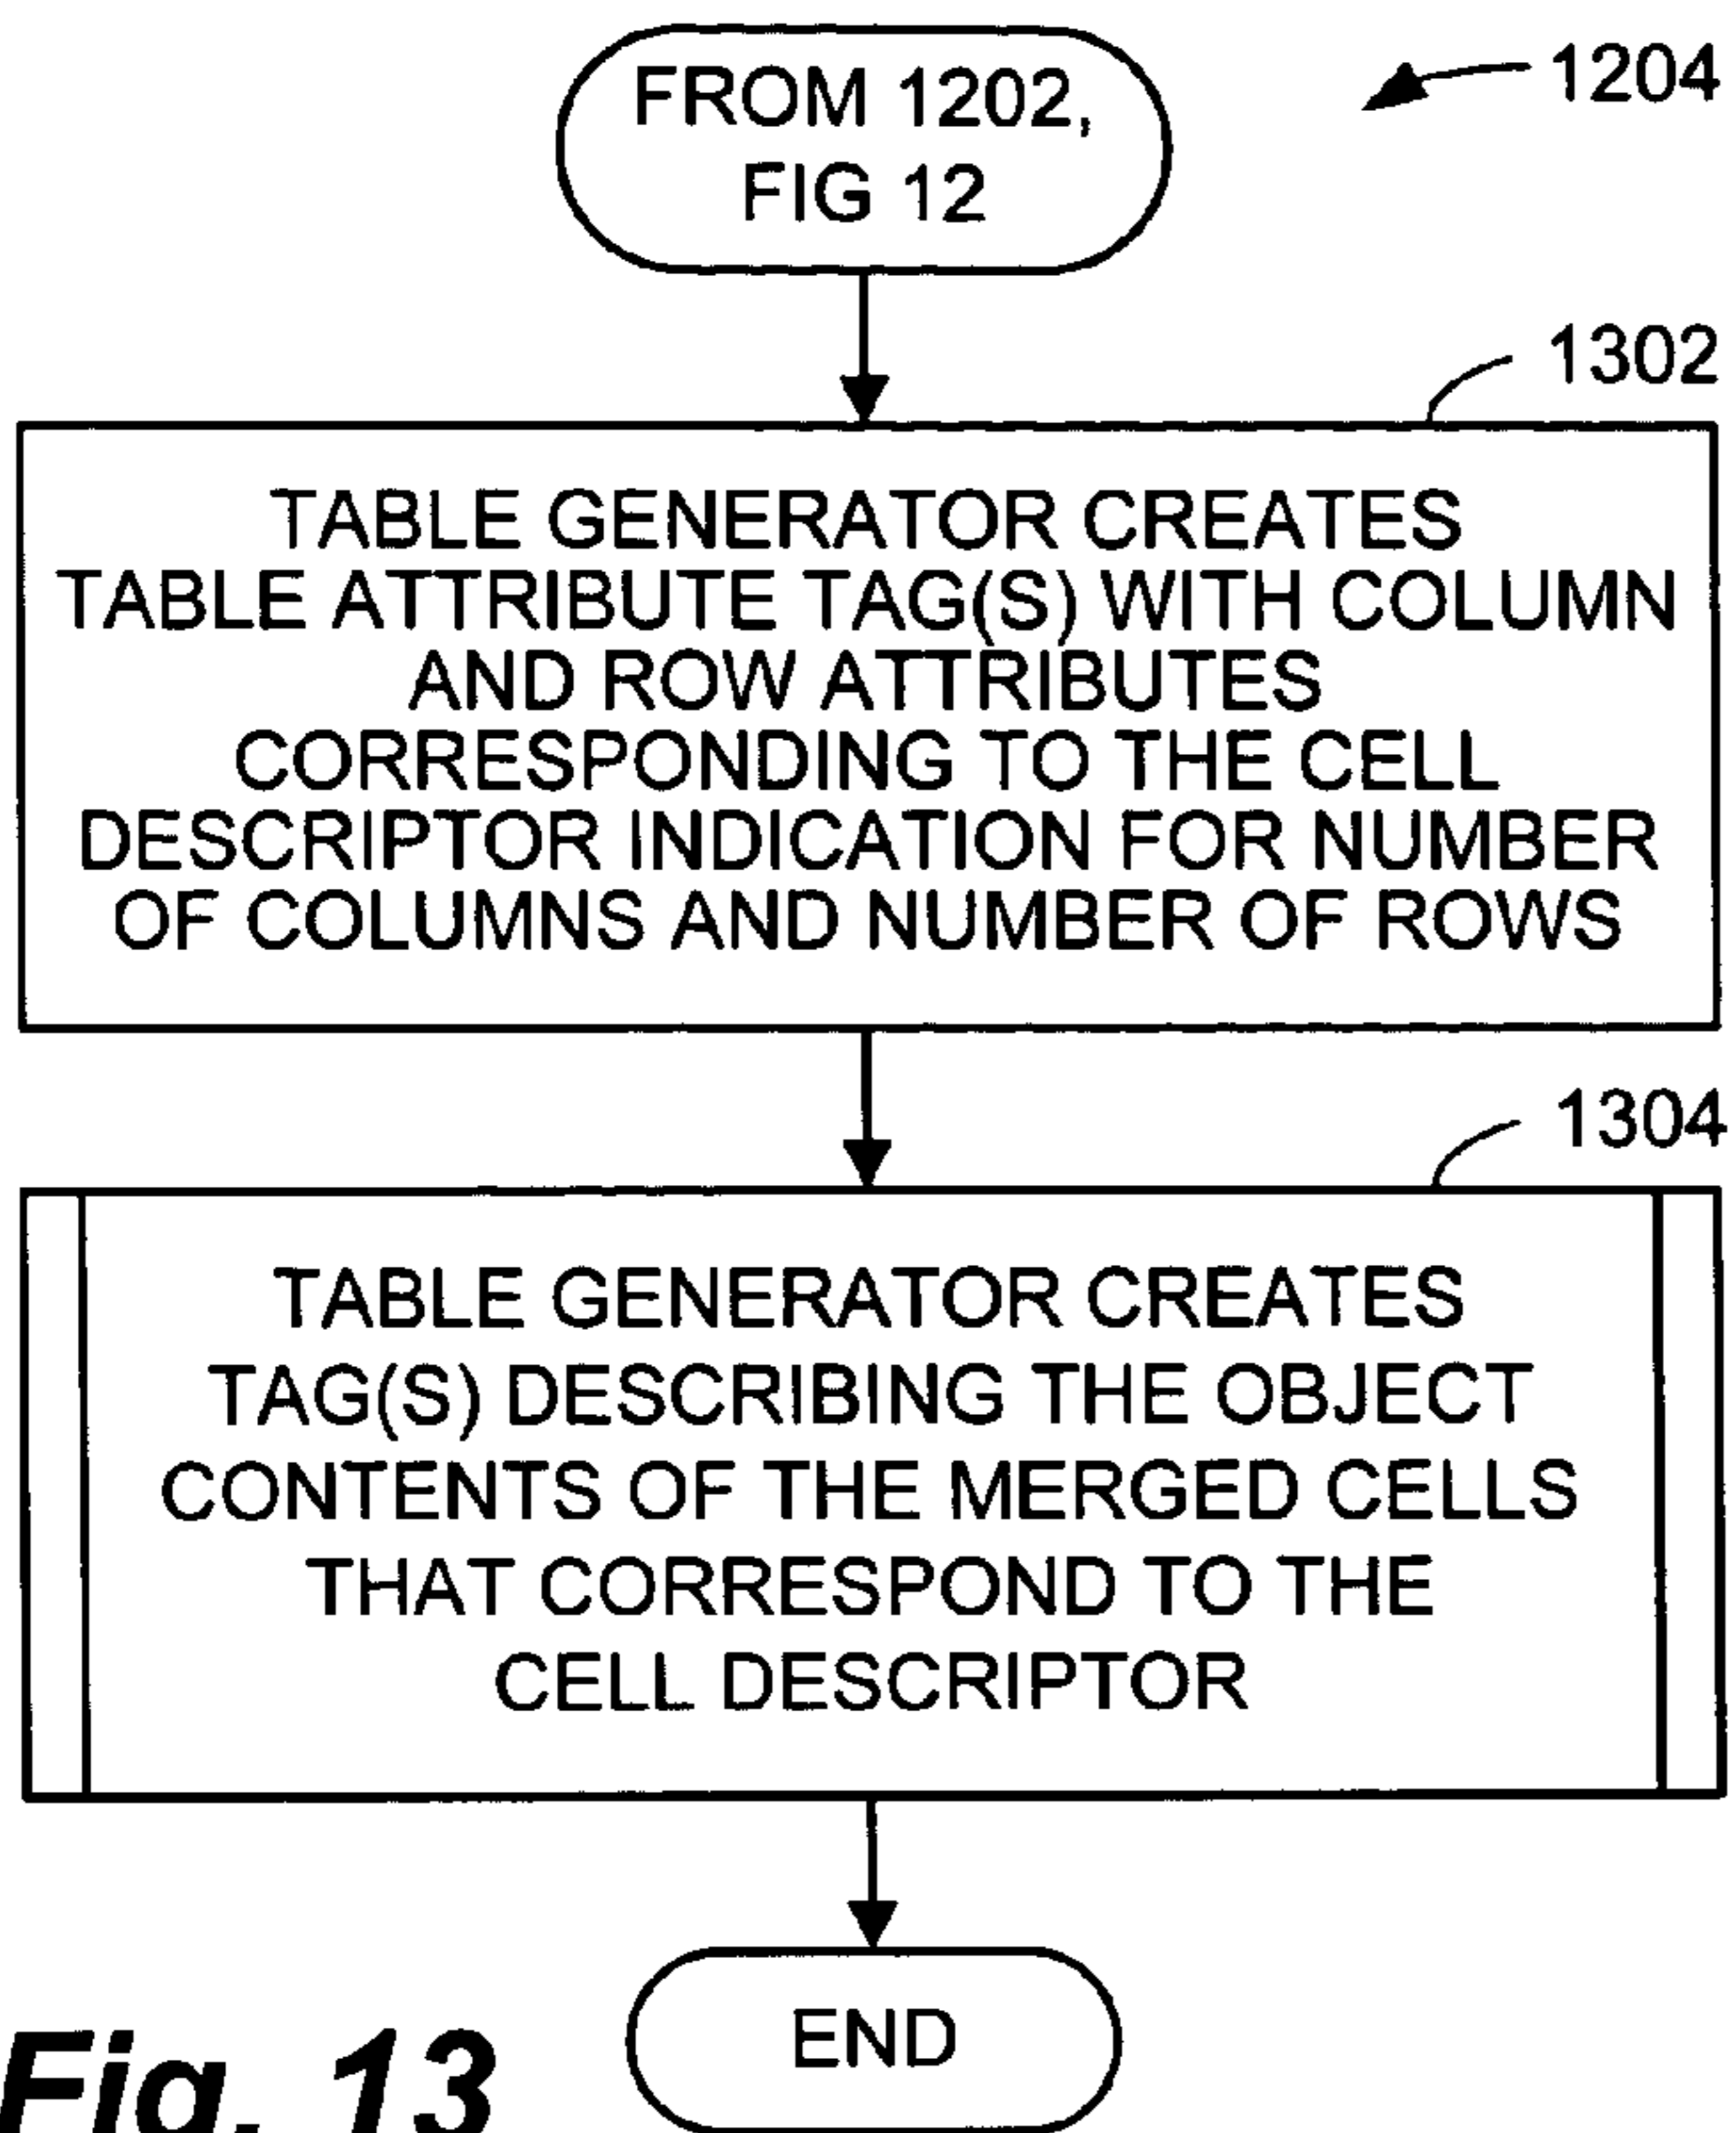 FROM 1202,
FIG 12
1204
1302
TABLE GENERATOR CREATES
TABLE ATTRIBUTE TAG(S) WITH COLUMN
AND ROW ATTRIBUTES
CORRESPONDING TO THE CELL
DESCRIPTOR INDICATION FOR NUMBER
OF COLUMNS AND NUMBER OF ROWS
1304
TABLE GENERATOR CREATES
TAG(S) DESCRIBING THE OBJECT
CONTENTS OF THE MERGED CELLS
THAT CORRESPOND TO THE
CELL DESCRIPTOR
END
Fig. 13